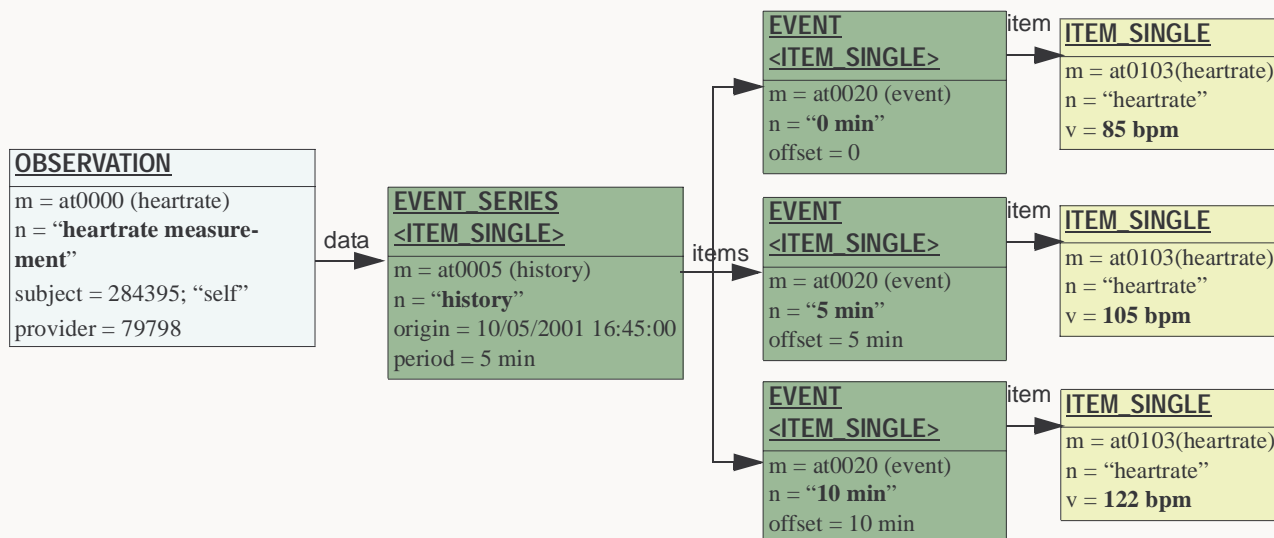 OBSERVATION
m = at0000 (heartrate)
n = “heartrate measure-
ment”
subject = 284395; “self”
provider = 79798
data
EVENT_SERIES
<ITEM_SINGLE>
m = at0005 (history)
n = “history”
origin = 10/05/2001 16:45:00
period = 5 min
items
EVENT
<ITEM_SINGLE>
m = at0020 (event)
n = “0 min”
offset = 0
item
ITEM_SINGLE
m = at0103(heartrate)
n = “heartrate”
v = 85 bpm
EVENT
<ITEM_SINGLE>
m = at0020 (event)
n = “5 min”
offset = 5 min
item
ITEM_SINGLE
m = at0103(heartrate)
n = “heartrate”
v = 105 bpm
EVENT
<ITEM_SINGLE>
m = at0020 (event)
n = “10 min”
offset = 10 min
item
ITEM_SINGLE
m = at0103(heartrate)
n = “heartrate”
v = 122 bpm